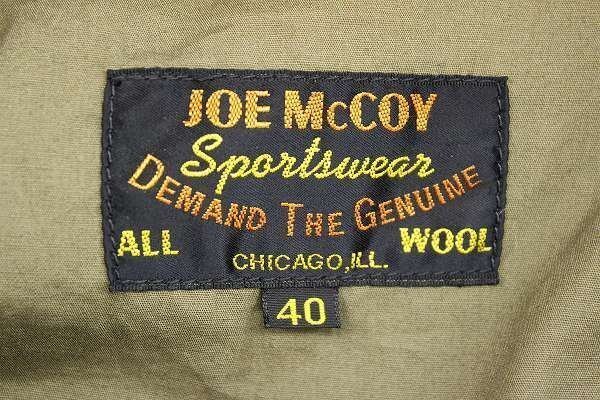 JOE McCOY
Sportswear
DEMAND THE GENUINE
ALL WOOL
CHICAGO, ILL.
40